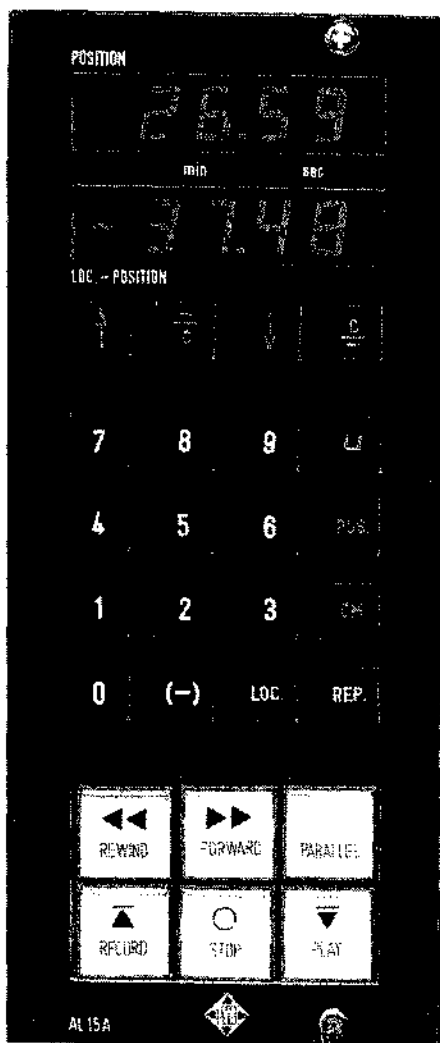 POSITION
26.59
min sec
-37.48
LOC. - POSITION
7 8 9
4 5 6 POS.
1 2 3
0 (-) LOC. REP.
REWIND FORWARD PARALLEL
RECORD STOP PLAY
AL 15A